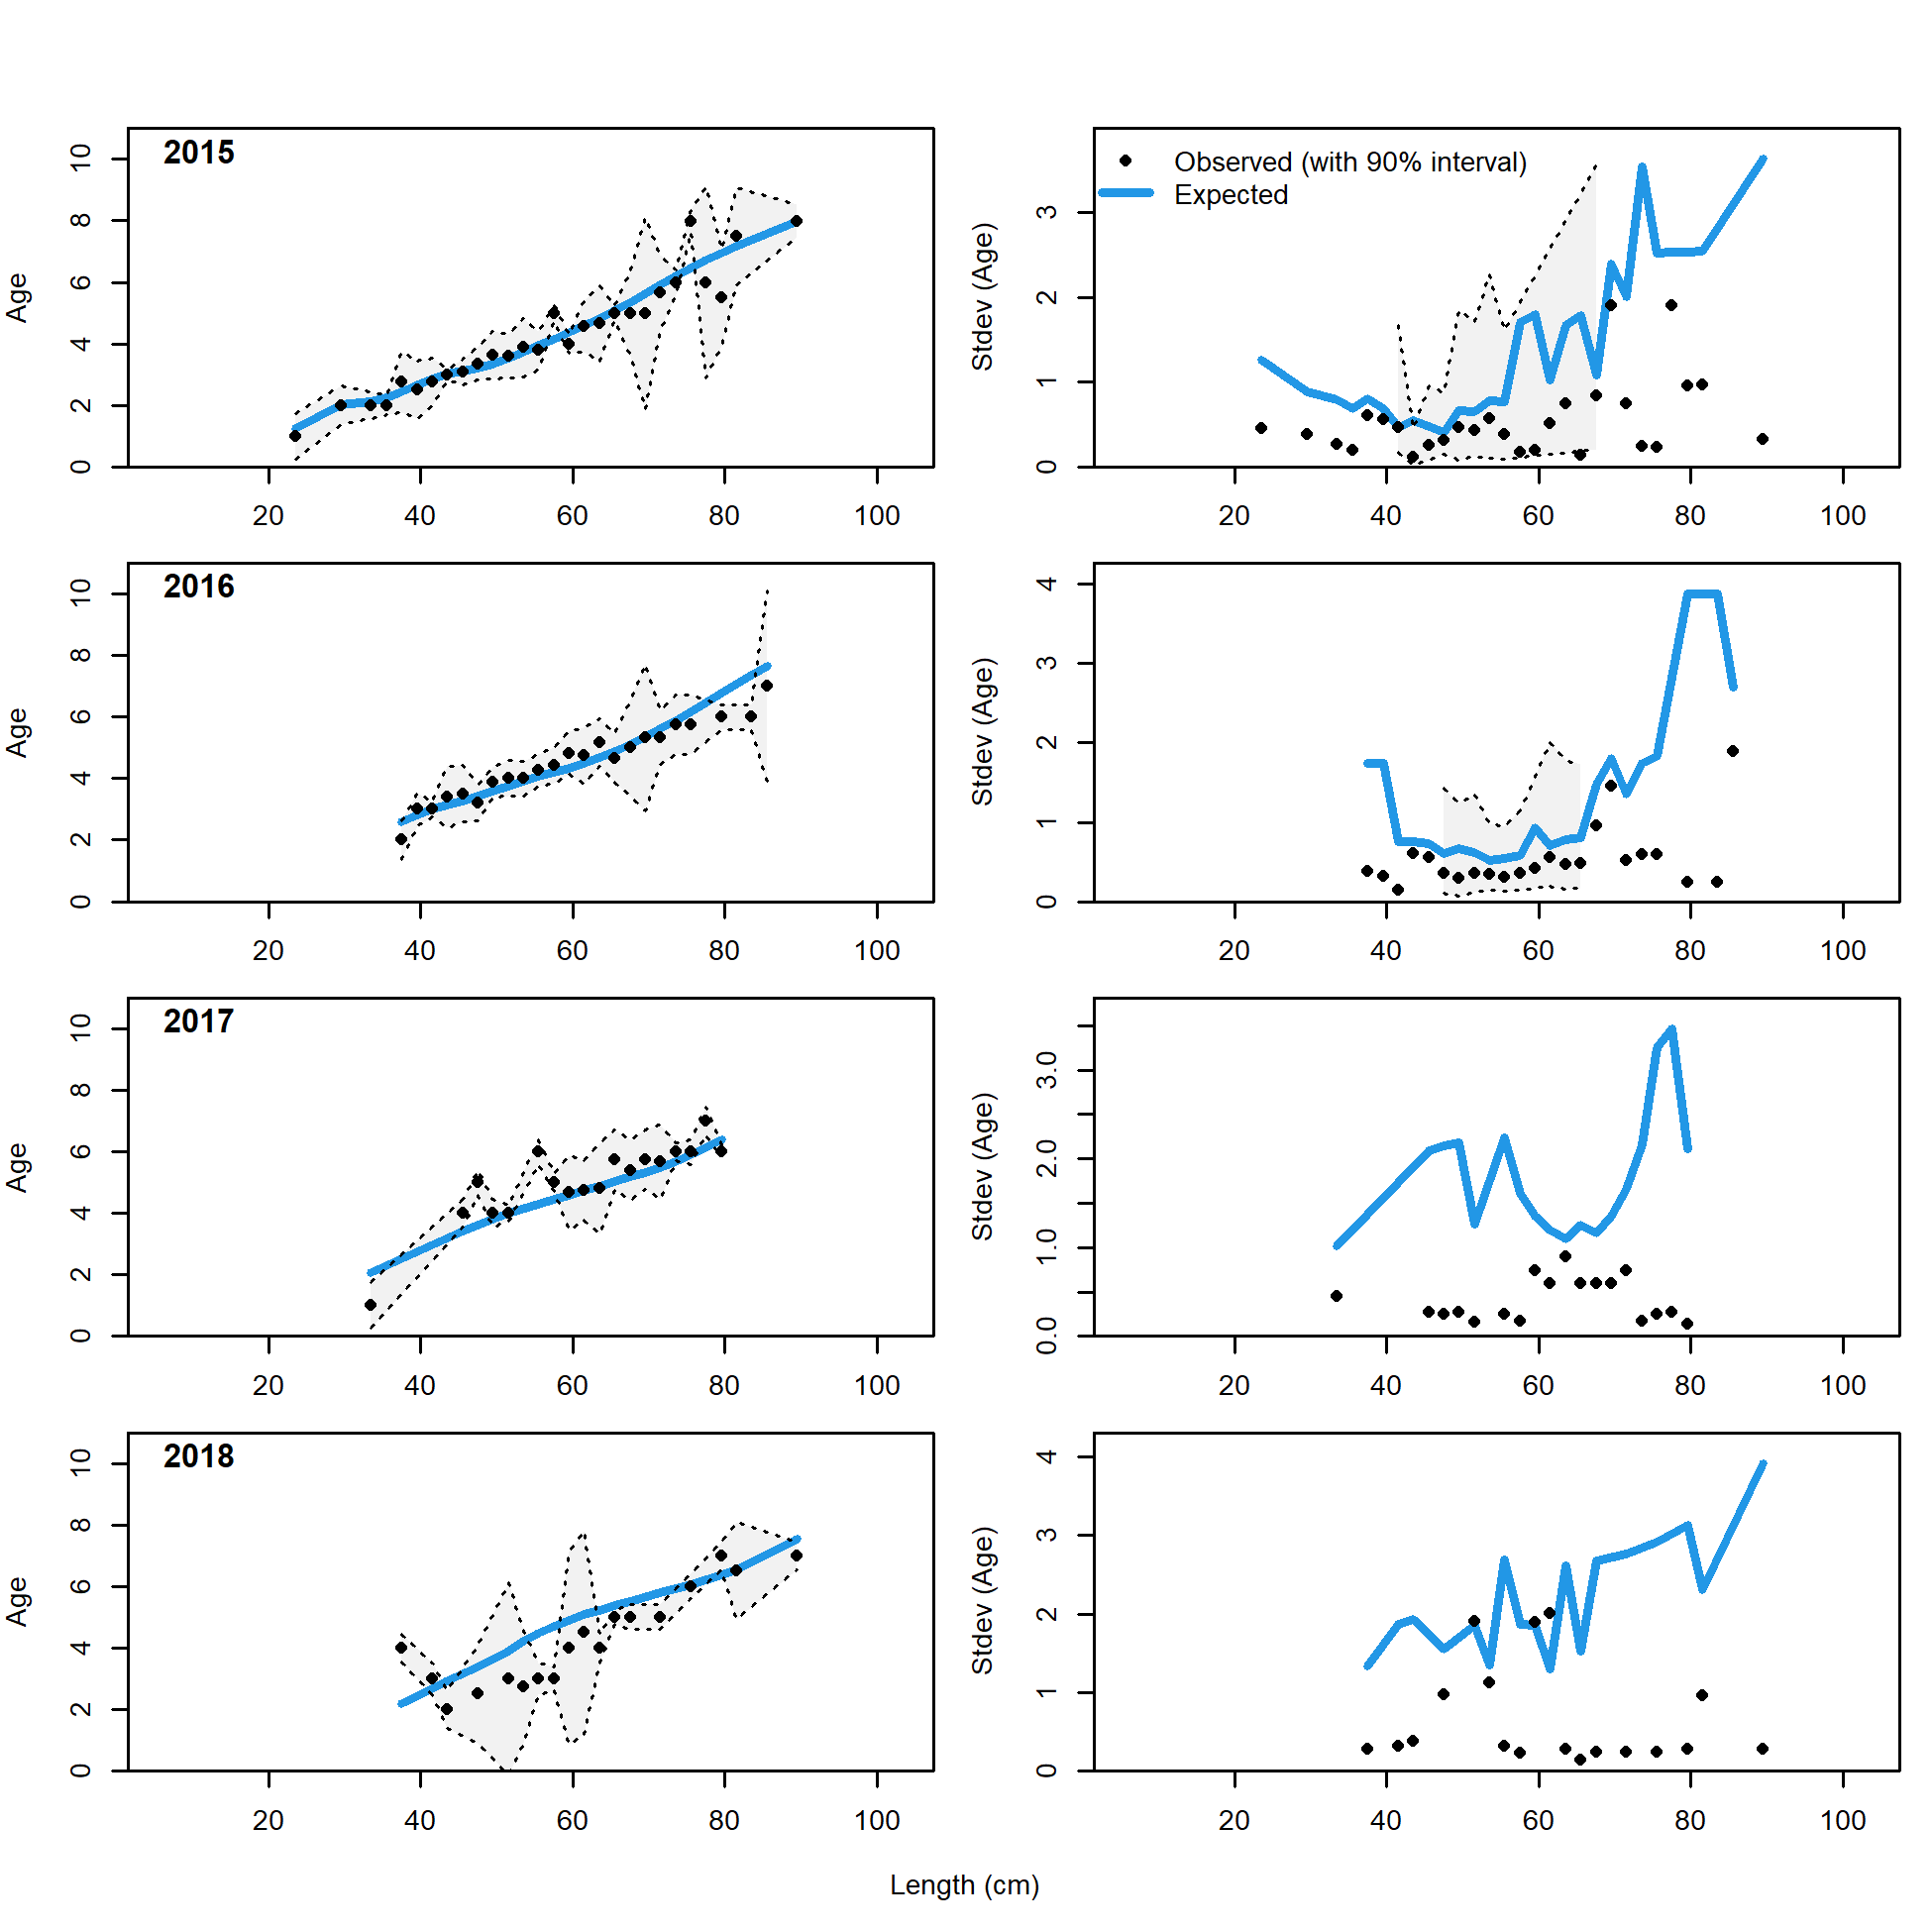 2015
Age
0 2 4 6 8 10
20 40 60 80 100
Observed (with 90% interval)
Expected
Stdev (Age)
0 1 2 3
20 40 60 80 100
2016
Age
0 2 4 6 8 10
20 40 60 80 100
Stdev (Age)
0 1 2 3 4
20 40 60 80 100
2017
Age
0 2 4 6 8 10
20 40 60 80 100
Stdev (Age)
0.0 1.0 2.0 3.0
20 40 60 80 100
2018
Age
0 2 4 6 8 10
20 40 60 80 100
Stdev (Age)
0 1 2 3 4
20 40 60 80 100
Length (cm)